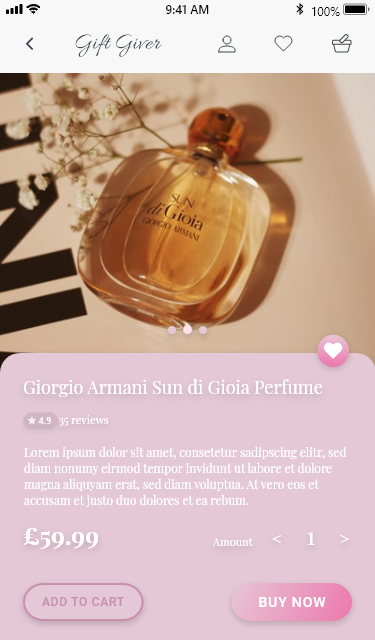 9:41 AM 100%
Gift Giver
SUN
di Gioia
GIORGIO ARMANI
Giorgio Armani Sun di Gioia Perfume
4.9 35 reviews
Lorem ipsum dolor sit amet, consetetur sadipscing elitr, sed
diam nonumy eirmod tempor invidunt ut labore et dolore
magna aliquyam erat, sed diam voluptua. At vero eos et
accusam et justo duo dolores et ea rebum.
£59.99 Amount < 1 >
ADD TO CART BUY NOW